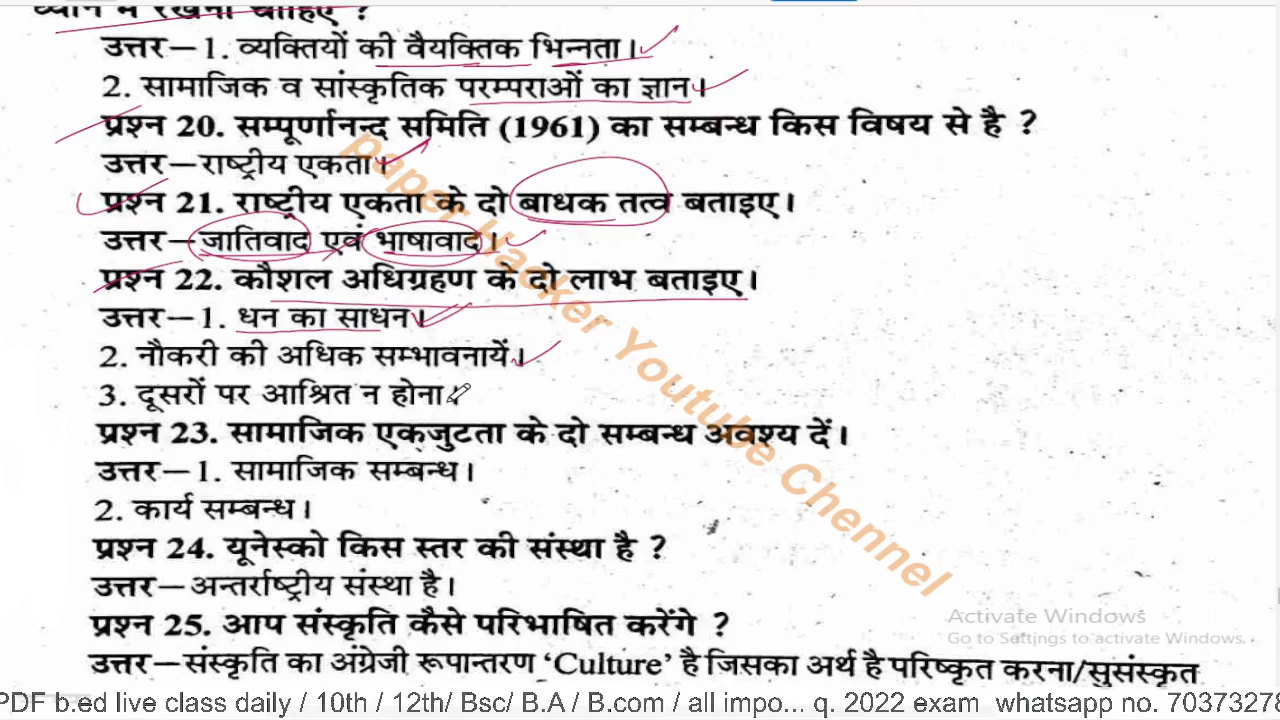 ध्यान में रखना चाहिए ?
उत्तर–1. व्यक्तियों की वैयक्तिक भिन्नता।
2. सामाजिक व सांस्कृतिक परम्पराओं का ज्ञान।
प्रश्न 20. सम्पूर्णानन्द समिति (1961) का सम्बन्ध किस विषय से है ?
उत्तर–राष्ट्रीय एकता।
प्रश्न 21. राष्ट्रीय एकता के दो बाधक तत्व बताइए।
उत्तर–जातिवाद एवं भाषावाद।
प्रश्न 22. कौशल अधिग्रहण के दो लाभ बताइए।
उत्तर–1. धन का साधन।
2. नौकरी की अधिक सम्भावनायें।
3. दूसरों पर आश्रित न होना।
प्रश्न 23. सामाजिक एकजुटता के दो सम्बन्ध अवश्य दें।
उत्तर–1. सामाजिक सम्बन्ध।
2. कार्य सम्बन्ध।
प्रश्न 24. यूनेस्को किस स्तर की संस्था है ?
उत्तर–अन्तर्राष्ट्रीय संस्था है।
प्रश्न 25. आप संस्कृति कैसे परिभाषित करेंगे ?
उत्तर–संस्कृति का अंग्रेजी रूपान्तरण ‘Culture’ है जिसका अर्थ है परिष्कृत करना/सुसंस्कृत
paper Hacker Youtube Chennel
Activate Windows
Go to Settings to activate Windows.
PDF b.ed live class daily / 10th / 12th/ Bsc/ B.A / B.com / all impo... q. 2022 exam whatsapp no. 70373278